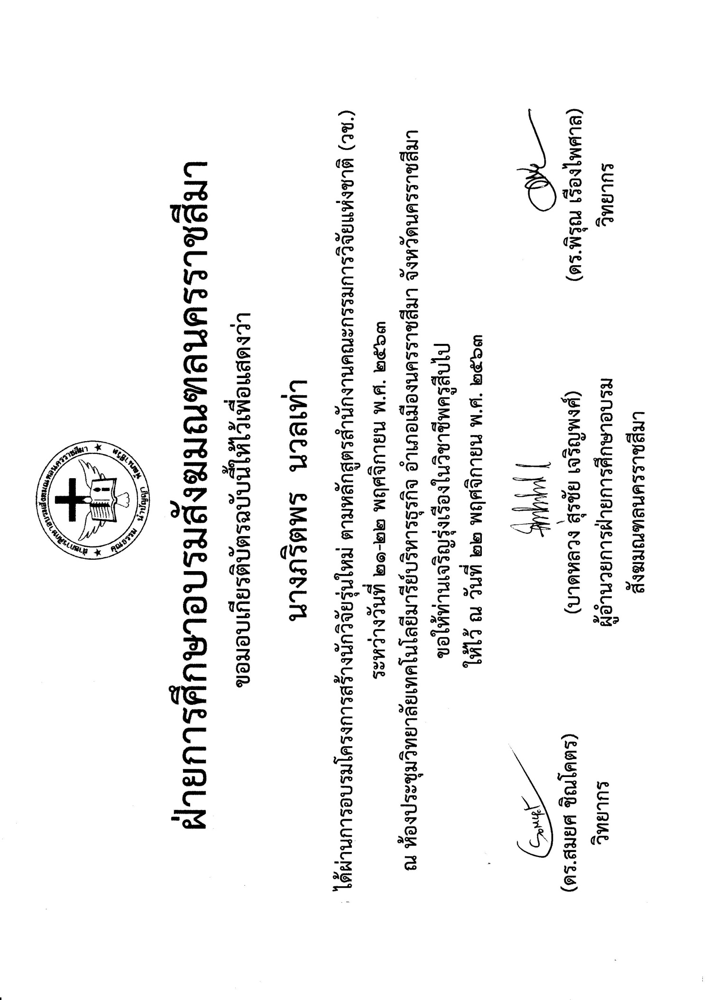 ฝ่ายการศึกษาอบรมสังฆมณฑลนครราชสีมา
คุณธรรม นำปัญญา
ฝ่ายการศึกษาอบรมสังฆมณฑลนครราชสีมา
ขอมอบเกียรติบัตรฉบับนี้ให้ไว้เพื่อแสดงว่า
นางภริตพร นวลเท่า
ได้ผ่านการอบรมโครงการสร้างนักวิจัยรุ่นใหม่ ตามหลักสูตรสำนักงานคณะกรรมการวิจัยแห่งชาติ (วช.)
ระหว่างวันที่ ๒๑-๒๒ พฤศจิกายน พ.ศ. ๒๕๖๓
ณ ห้องประชุมวิทยาลัยเทคโนโลยีมารีย์บริหารธุรกิจ อำเภอเมืองนครราชสีมา จังหวัดนครราชสีมา
ขอให้ท่านเจริญรุ่งเรืองในวิชาชีพครูสืบไป
ให้ไว้ ณ วันที่ ๒๒ พฤศจิกายน พ.ศ. ๒๕๖๓
(ดร.สมยศ ชิณโคตร)
วิทยากร
(บาดหลวง สุรชัย เจริญพงศ์)
ผู้อำนวยการฝ่ายการศึกษาอบรม
สังฆมณฑลนครราชสีมา
(ดร.พิรุณ เรืองไพศาล)
วิทยากร